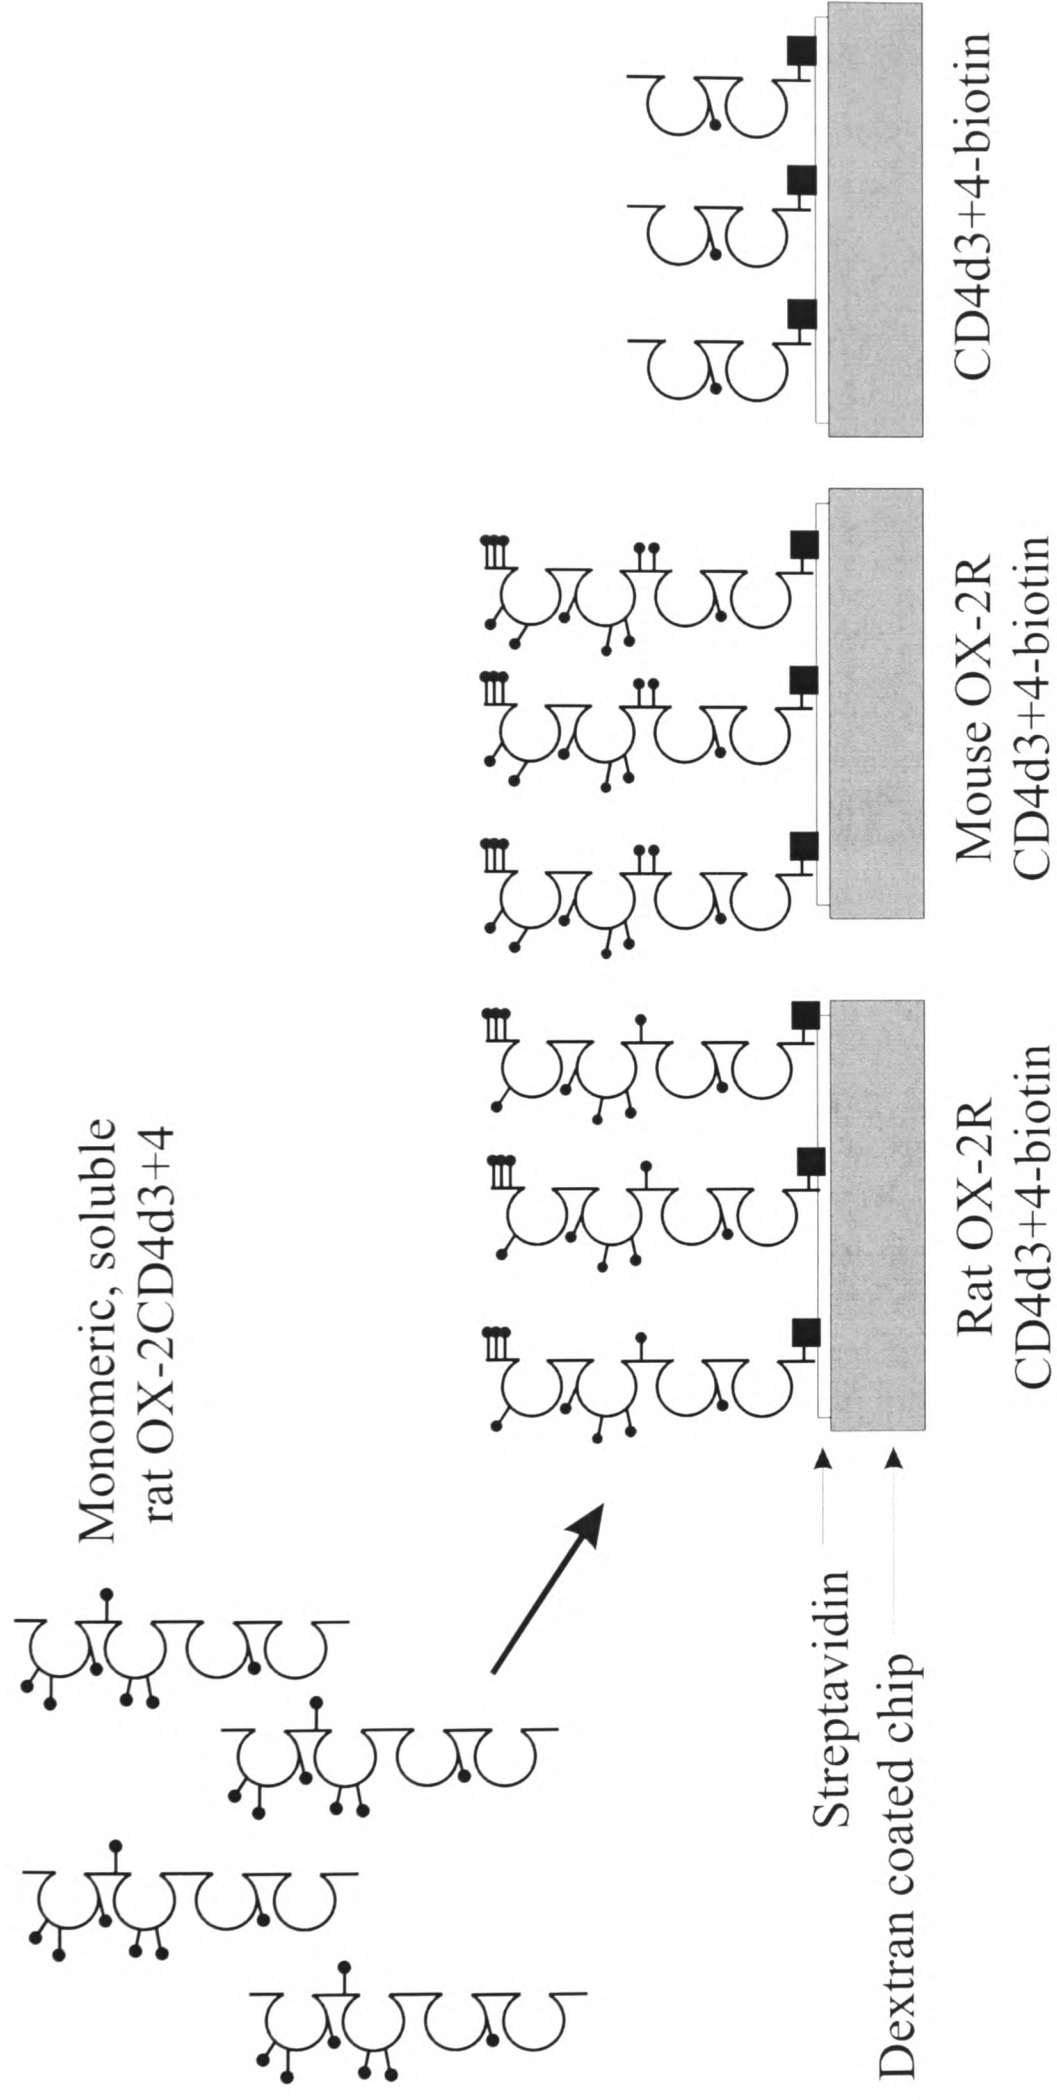 Monomeric, soluble
rat OX-2CD4d3+4
Streptavidin
Dextran coated chip
Rat OX-2R
CD4d3+4-biotin
Mouse OX-2R
CD4d3+4-biotin
CD4d3+4-biotin